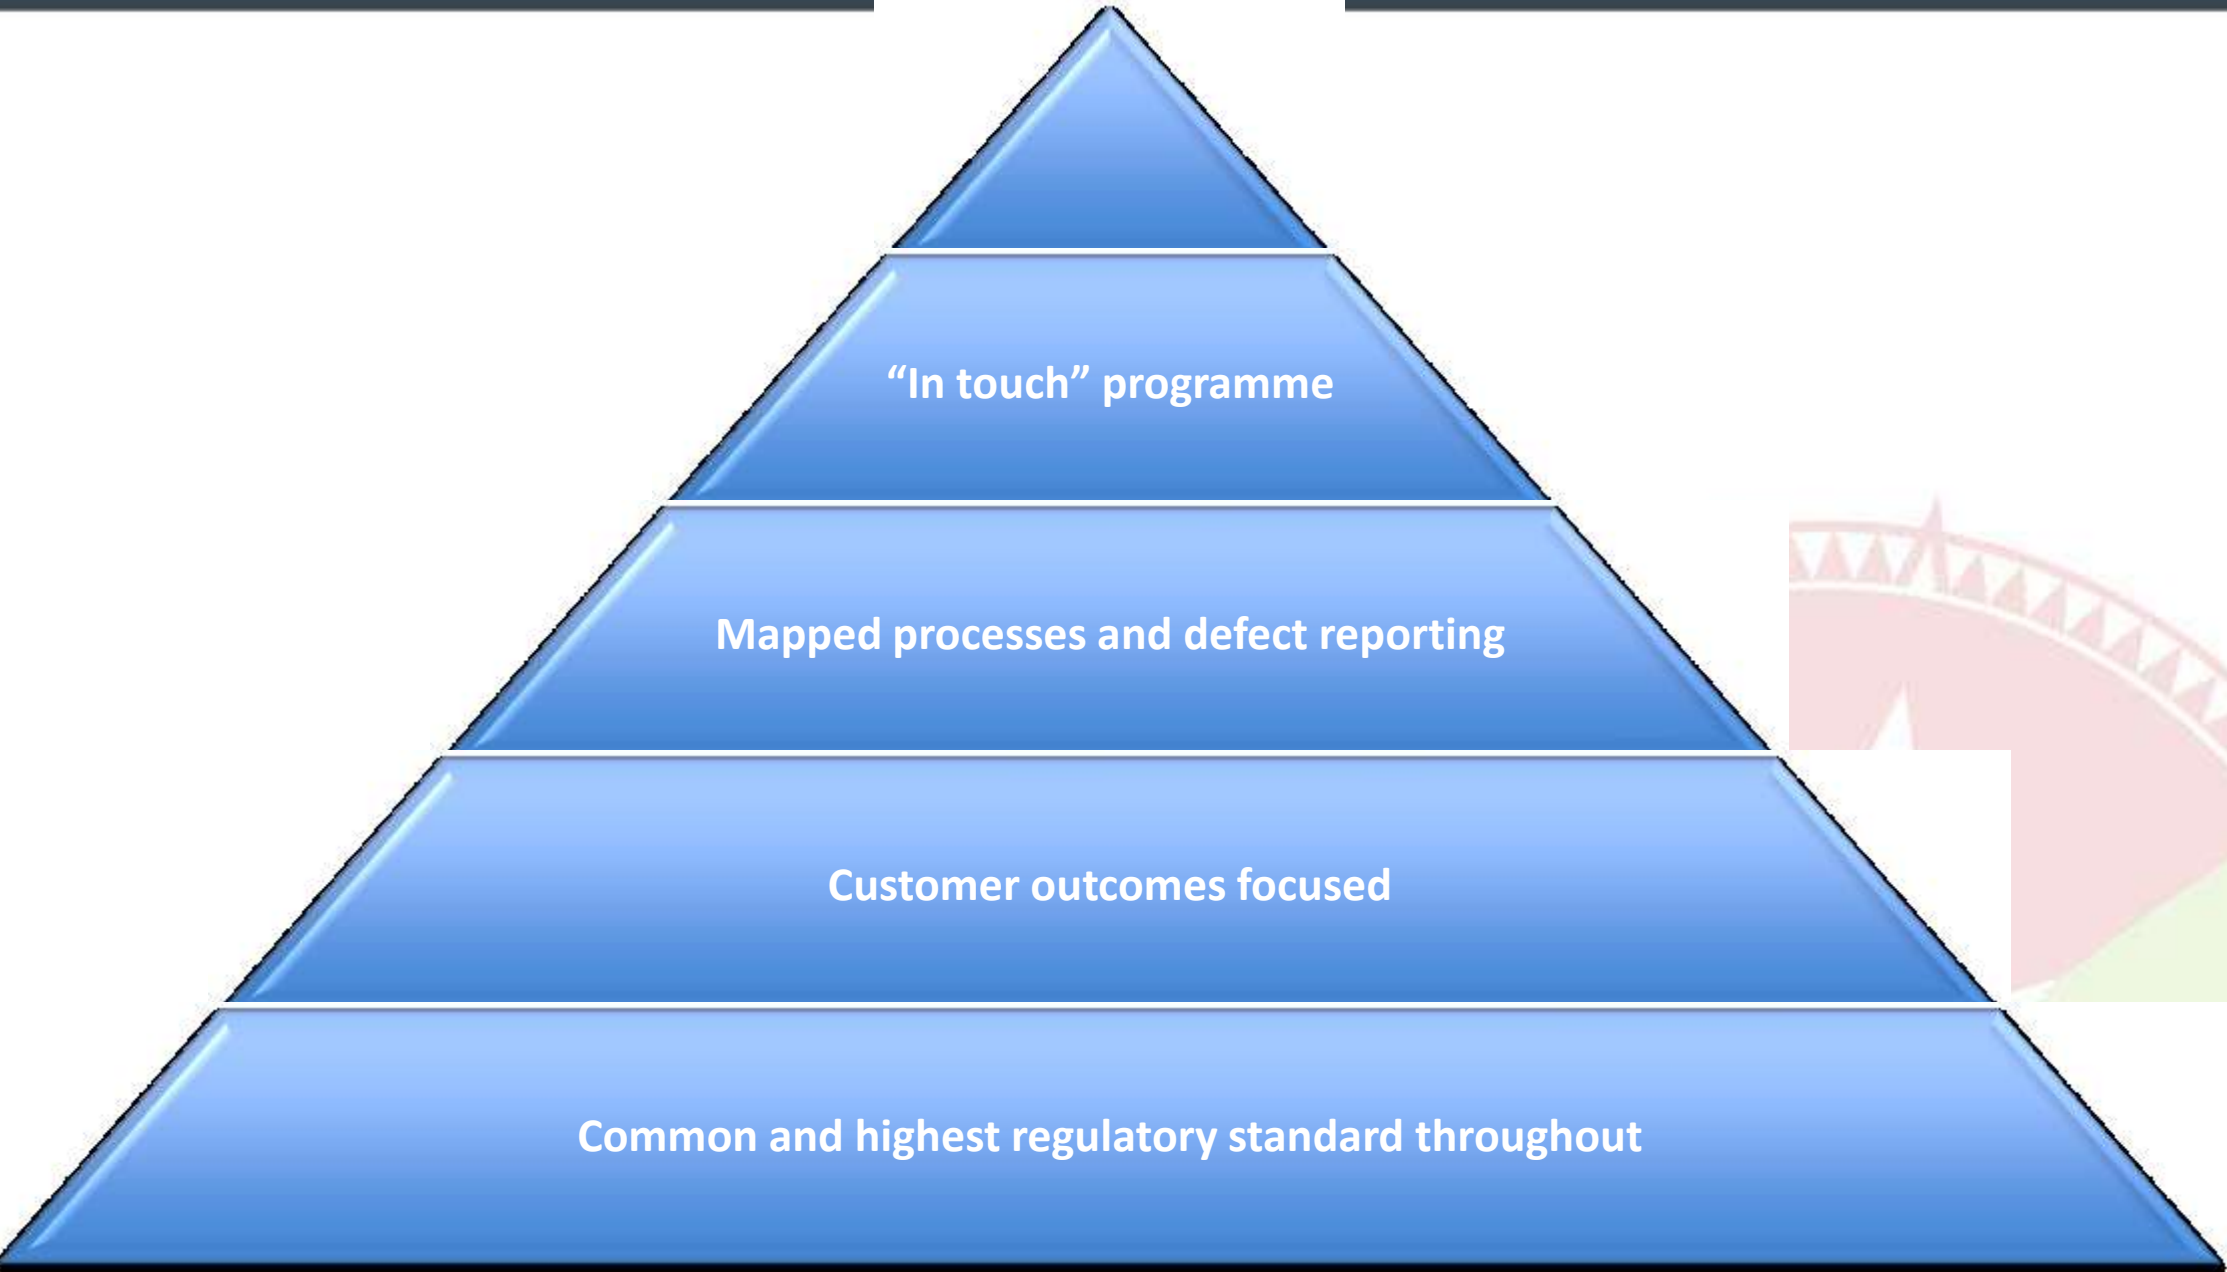 “In touch” programme
Mapped processes and defect reporting
Customer outcomes focused
Common and highest regulatory standard throughout